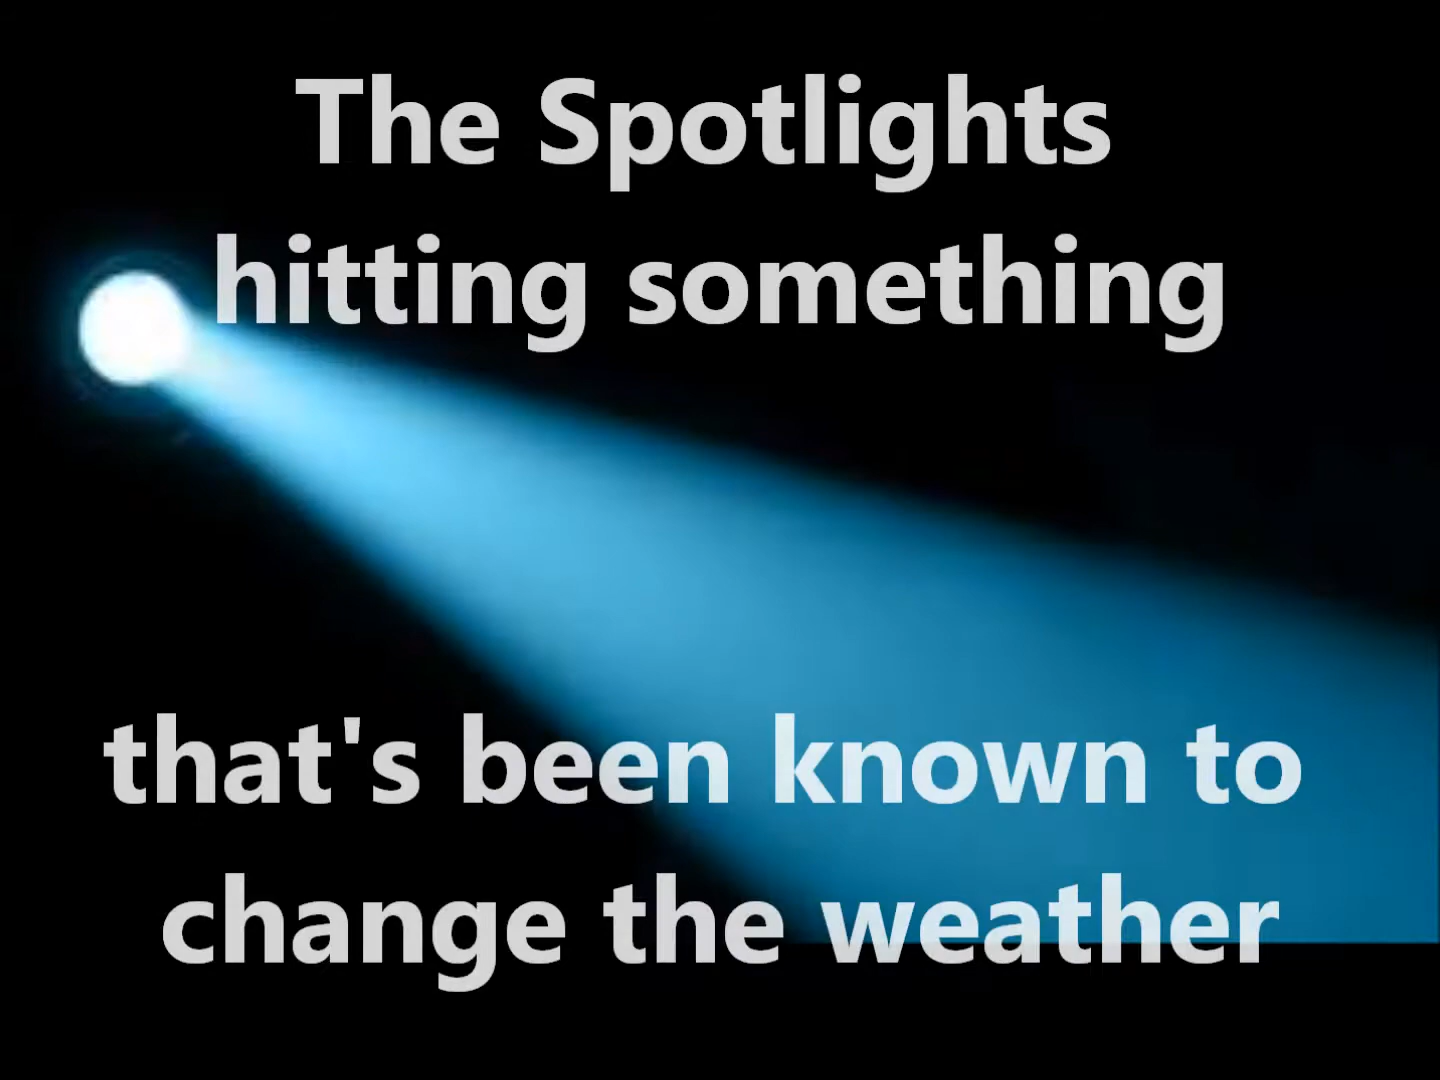 The Spotlights
hitting something
that's been known to
change the weather